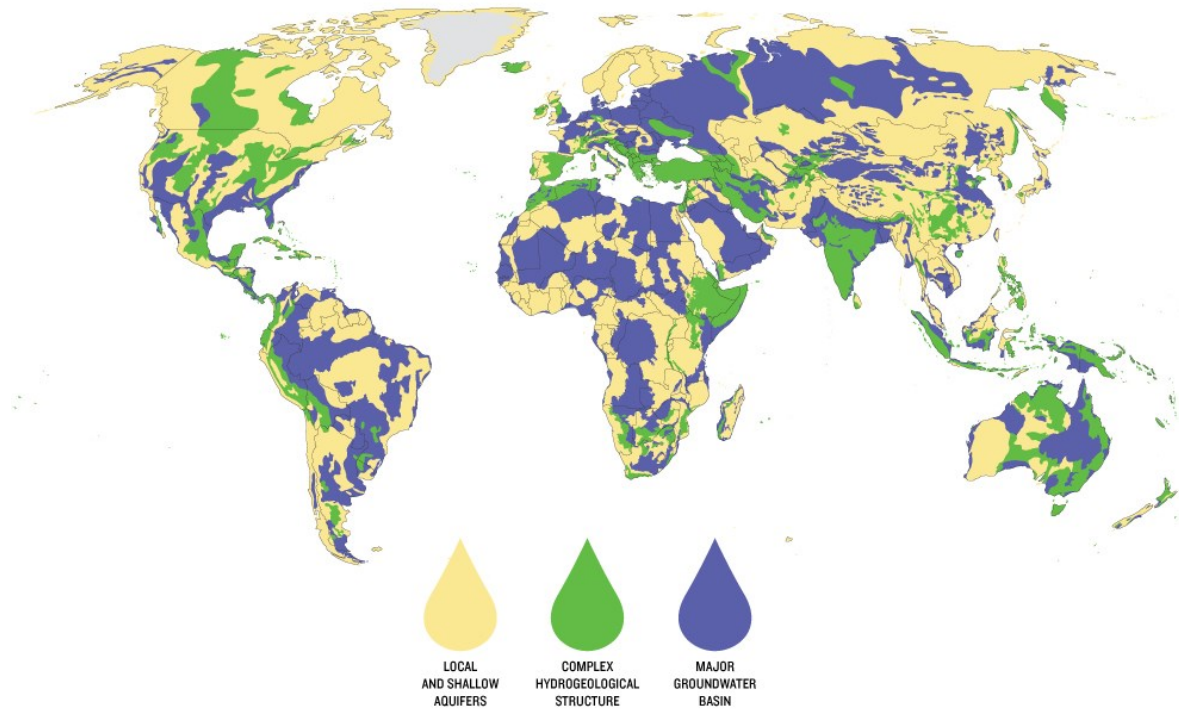 LOCAL
AND SHALLOW
AQUIFERS
COMPLEX
HYDROGEOLOGICAL
STRUCTURE
MAJOR
GROUNDWATER
BASIN